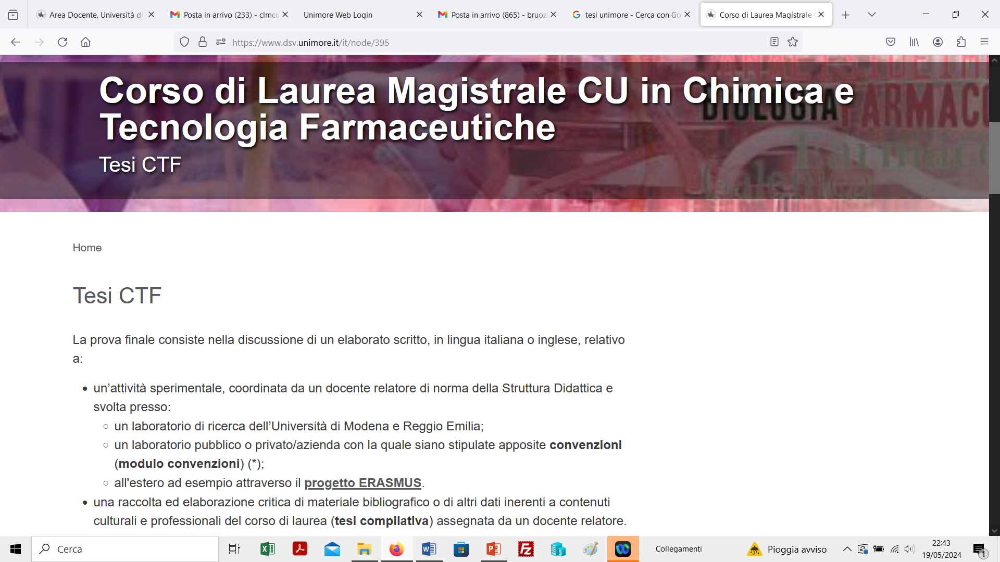 Area Docente, Università di
Posta in arrivo (233) - clmcu
Unimore Web Login
Posta in arrivo (865) - bruozi
tesi unimore - Cerca con Go
Corso di Laurea Magistrale
https://www.dsv.unimore.it/it/node/395
BIOLOGIA
FARMACO
Corso di Laurea Magistrale CU in Chimica e
Tecnologia Farmaceutiche
Tesi CTF
Home
Tesi CTF
La prova finale consiste nella discussione di un elaborato scritto, in lingua italiana o inglese, relativo
a:
• un’attività sperimentale, coordinata da un docente relatore di norma della Struttura Didattica e
svolta presso:
○ un laboratorio di ricerca dell’Università di Modena e Reggio Emilia;
○ un laboratorio pubblico o privato/azienda con la quale siano stipulate apposite convenzioni
(modulo convenzioni) (*);
○ all'estero ad esempio attraverso il progetto ERASMUS.
• una raccolta ed elaborazione critica di materiale bibliografico o di altri dati inerenti a contenuti
culturali e professionali del corso di laurea (tesi compilativa) assegnata da un docente relatore.
Cerca
Collegamenti
Pioggia avviso
22:43
19/05/2024
1